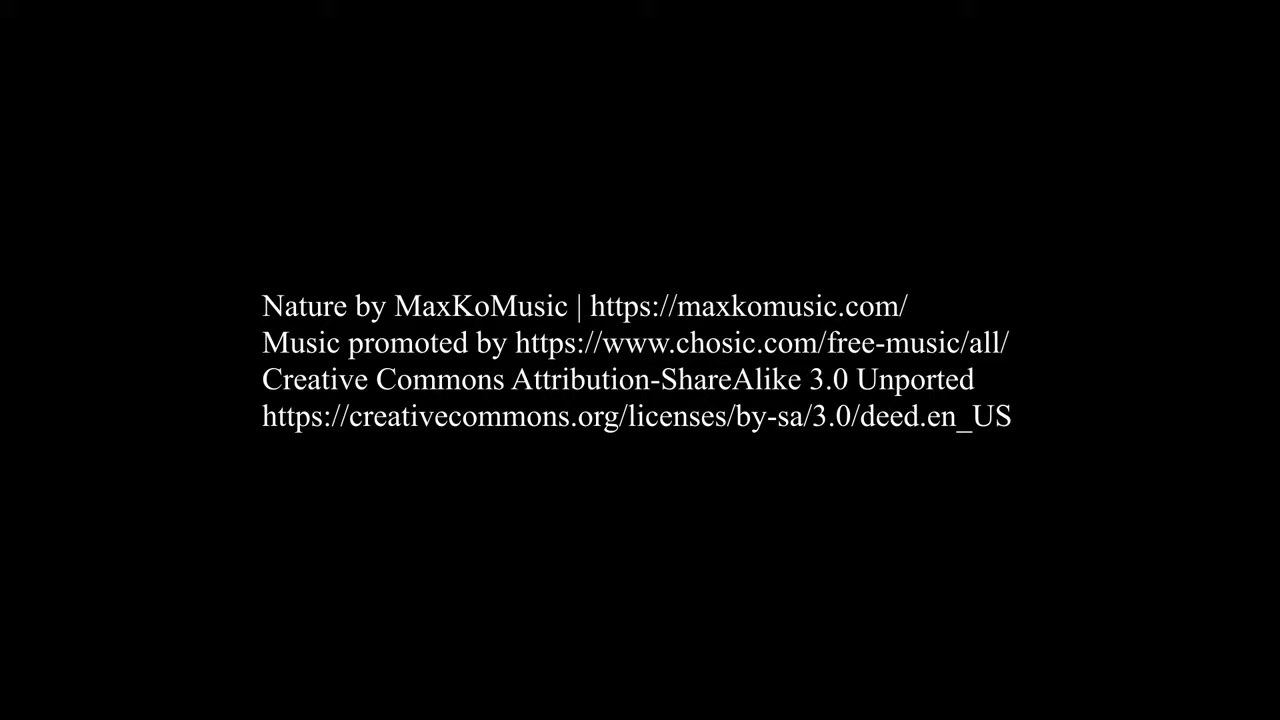 Nature by MaxKoMusic | https://maxkomusic.com/
Music promoted by https://www.chosic.com/free-music/all/
Creative Commons Attribution-ShareAlike 3.0 Unported
https://creativecommons.org/licenses/by-sa/3.0/deed.en_US